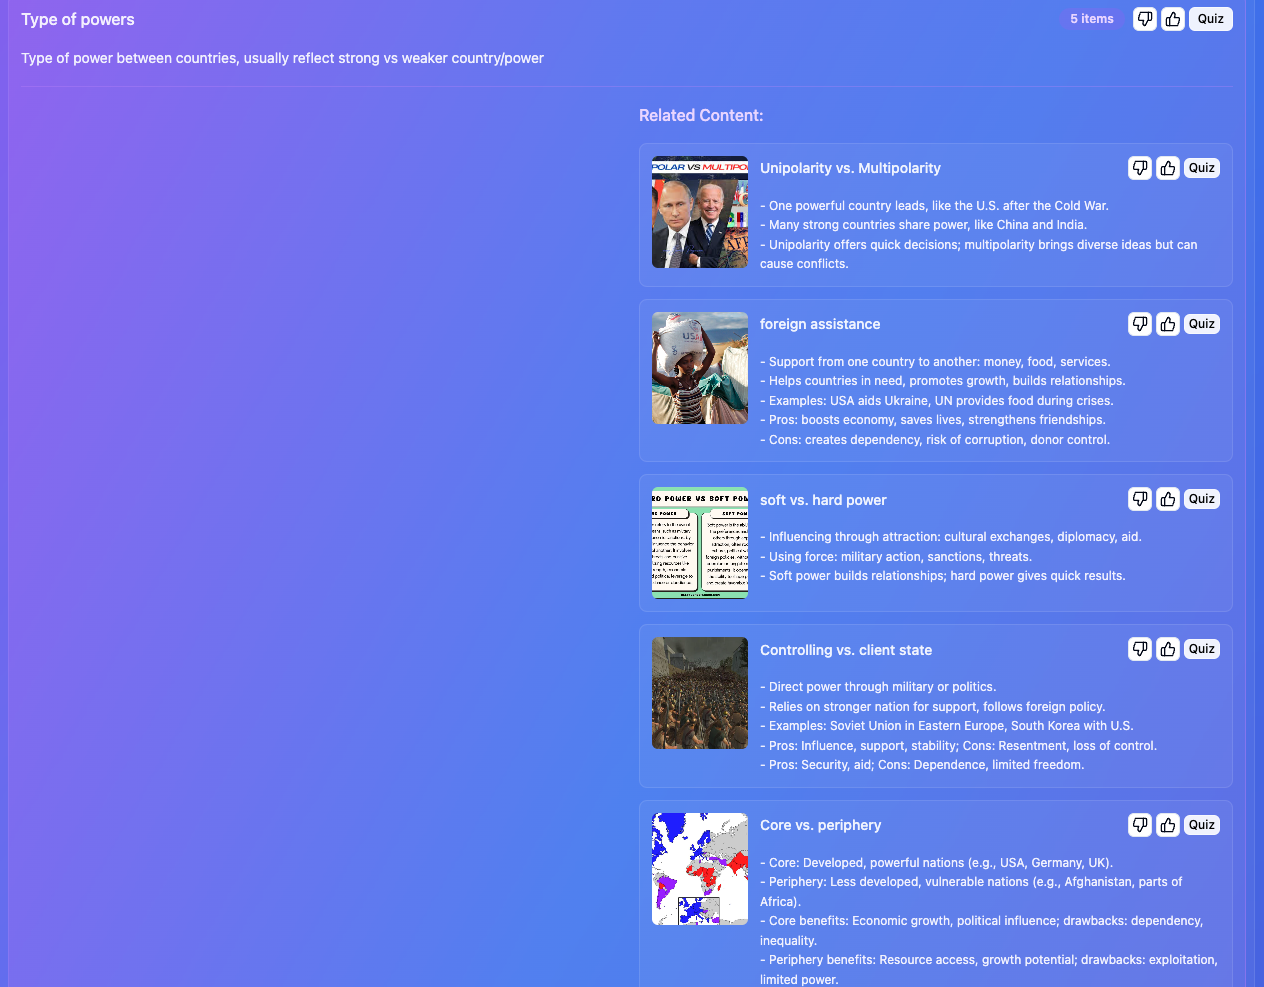 Type of powers
5 items
Quiz
Type of power between countries, usually reflect strong vs weaker country/power
Related Content:
POLAR VS MULTIPO
Unipolarity vs. Multipolarity
Quiz
- One powerful country leads, like the U.S. after the Cold War.
- Many strong countries share power, like China and India.
- Unipolarity offers quick decisions; multipolarity brings diverse ideas but can
cause conflicts.
foreign assistance
Quiz
- Support from one country to another: money, food, services.
- Helps countries in need, promotes growth, builds relationships.
- Examples: USA aids Ukraine, UN provides food during crises.
- Pros: boosts economy, saves lives, strengthens friendships.
- Cons: creates dependency, risk of corruption, donor control.
RD POWER VS SOFT POW
soft vs. hard power
Quiz
- Influencing through attraction: cultural exchanges, diplomacy, aid.
- Using force: military action, sanctions, threats.
- Soft power builds relationships; hard power gives quick results.
Controlling vs. client state
Quiz
- Direct power through military or politics.
- Relies on stronger nation for support, follows foreign policy.
- Examples: Soviet Union in Eastern Europe, South Korea with U.S.
- Pros: Influence, support, stability; Cons: Resentment, loss of control.
- Pros: Security, aid; Cons: Dependence, limited freedom.
Core vs. periphery
Quiz
- Core: Developed, powerful nations (e.g., USA, Germany, UK).
- Periphery: Less developed, vulnerable nations (e.g., Afghanistan, parts of
Africa).
- Core benefits: Economic growth, political influence; drawbacks: dependency,
inequality.
- Periphery benefits: Resource access, growth potential; drawbacks: exploitation,
limited power.